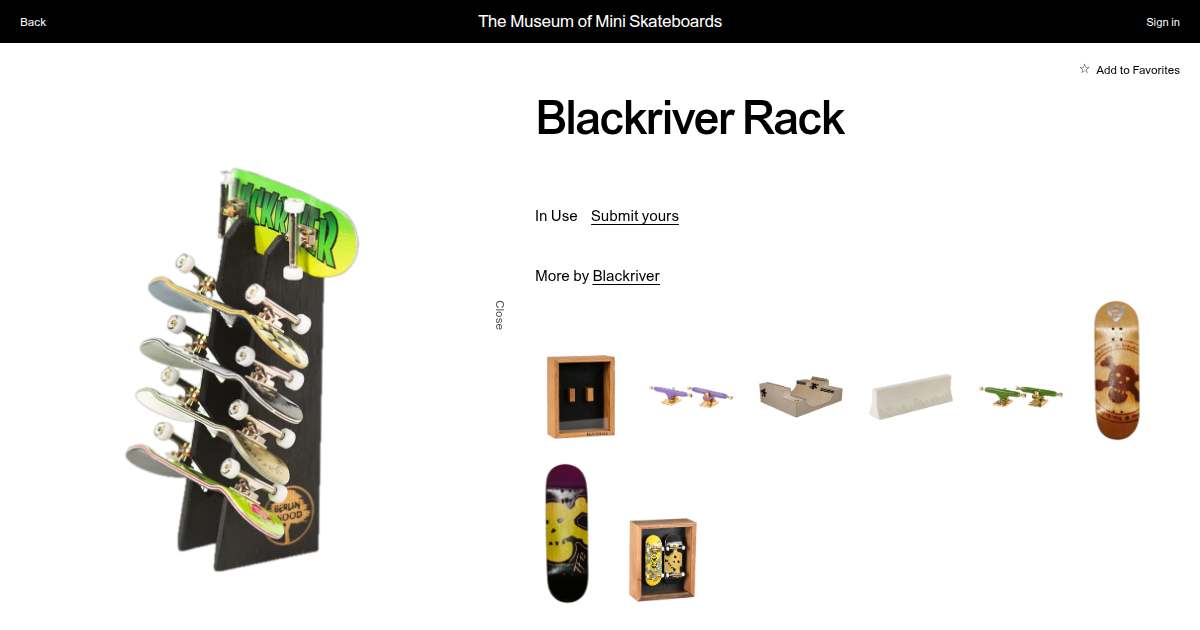 Back
The Museum of Mini Skateboards
Sign in
☆ Add to Favorites
Blackriver Rack
In Use Submit yours
More by Blackriver
Close
BERLIN
WOOD